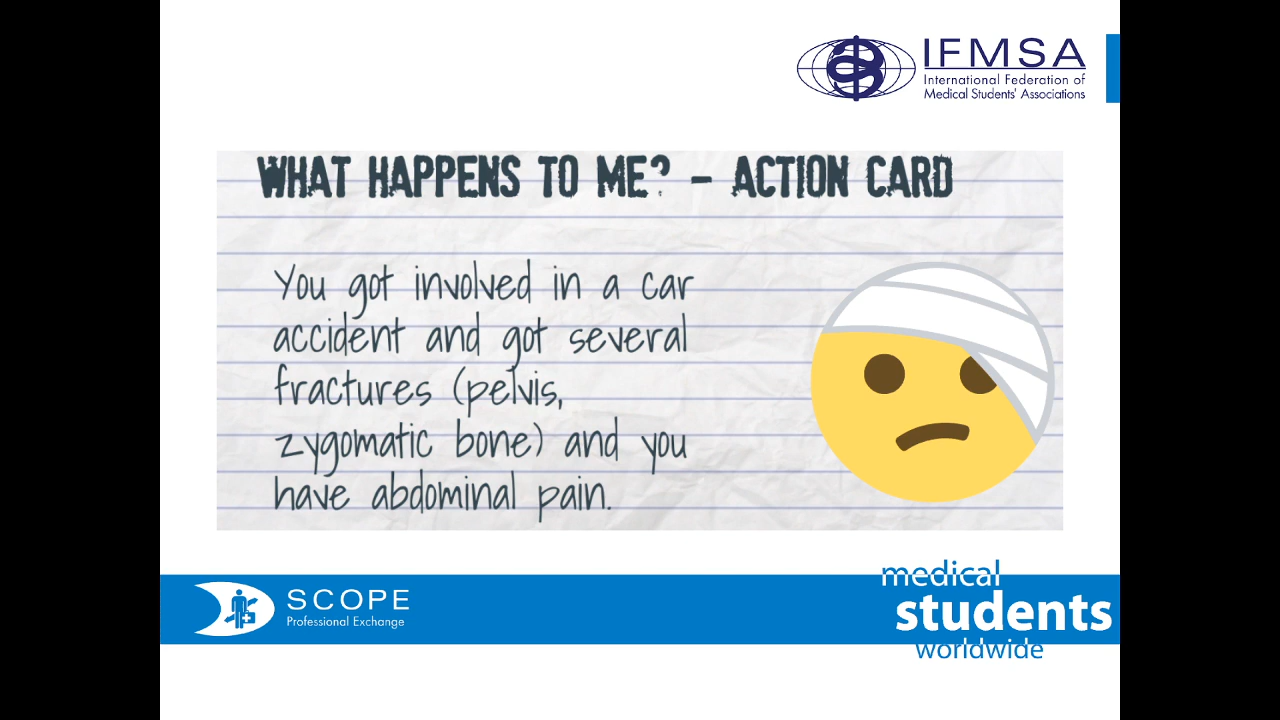 IFMSA
International Federation of
Medical Students' Associations
WHAT HAPPENS TO ME? - ACTION CARD
You got involved in a car
accident and got several
fractures (pelvis,
zygomatic bone) and you
have abdominal pain.
SCOPE
Professional Exchange
medical
students
worldwide